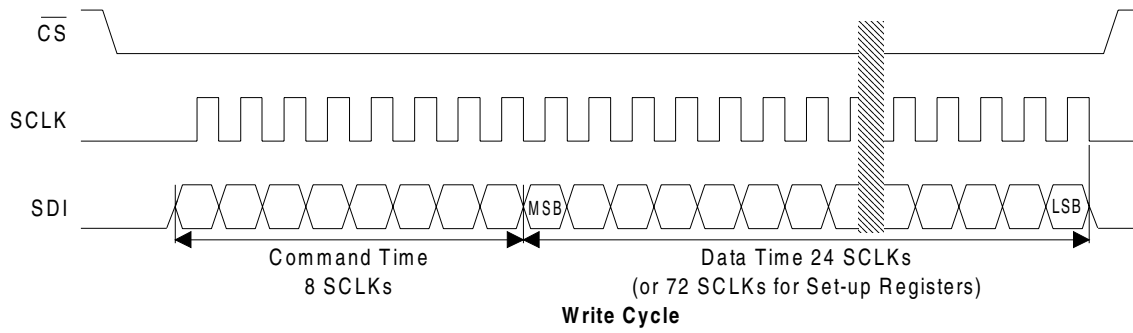 CS
SCLK
SDI
MSB
LSB
Command Time
8 SCLKs
Data Time 24 SCLKs
(or 72 SCLKs for Set-up Registers)
Write Cycle